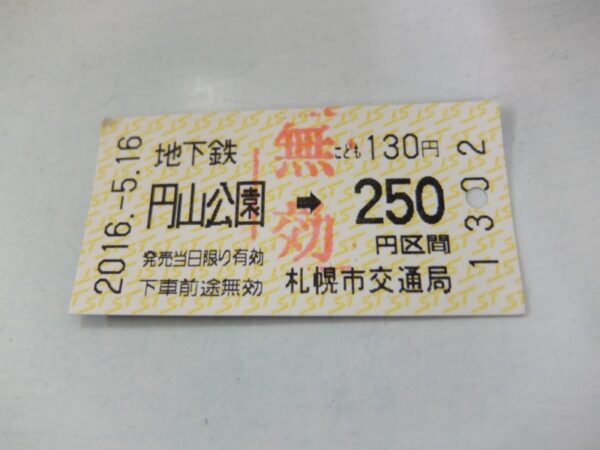 2016.-5.16
地下鉄
こども130円
円山公園➡250
円区間
発売当日限り有効
下車前途無効
札幌市交通局
1302
無効
ST